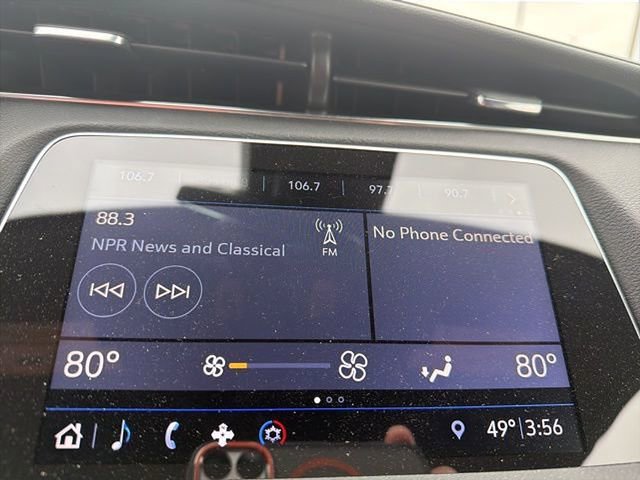 106.7 106.7 97.7 90.7
88.3
NPR News and Classical
FM
No Phone Connected
80° 80°
49° 3:56